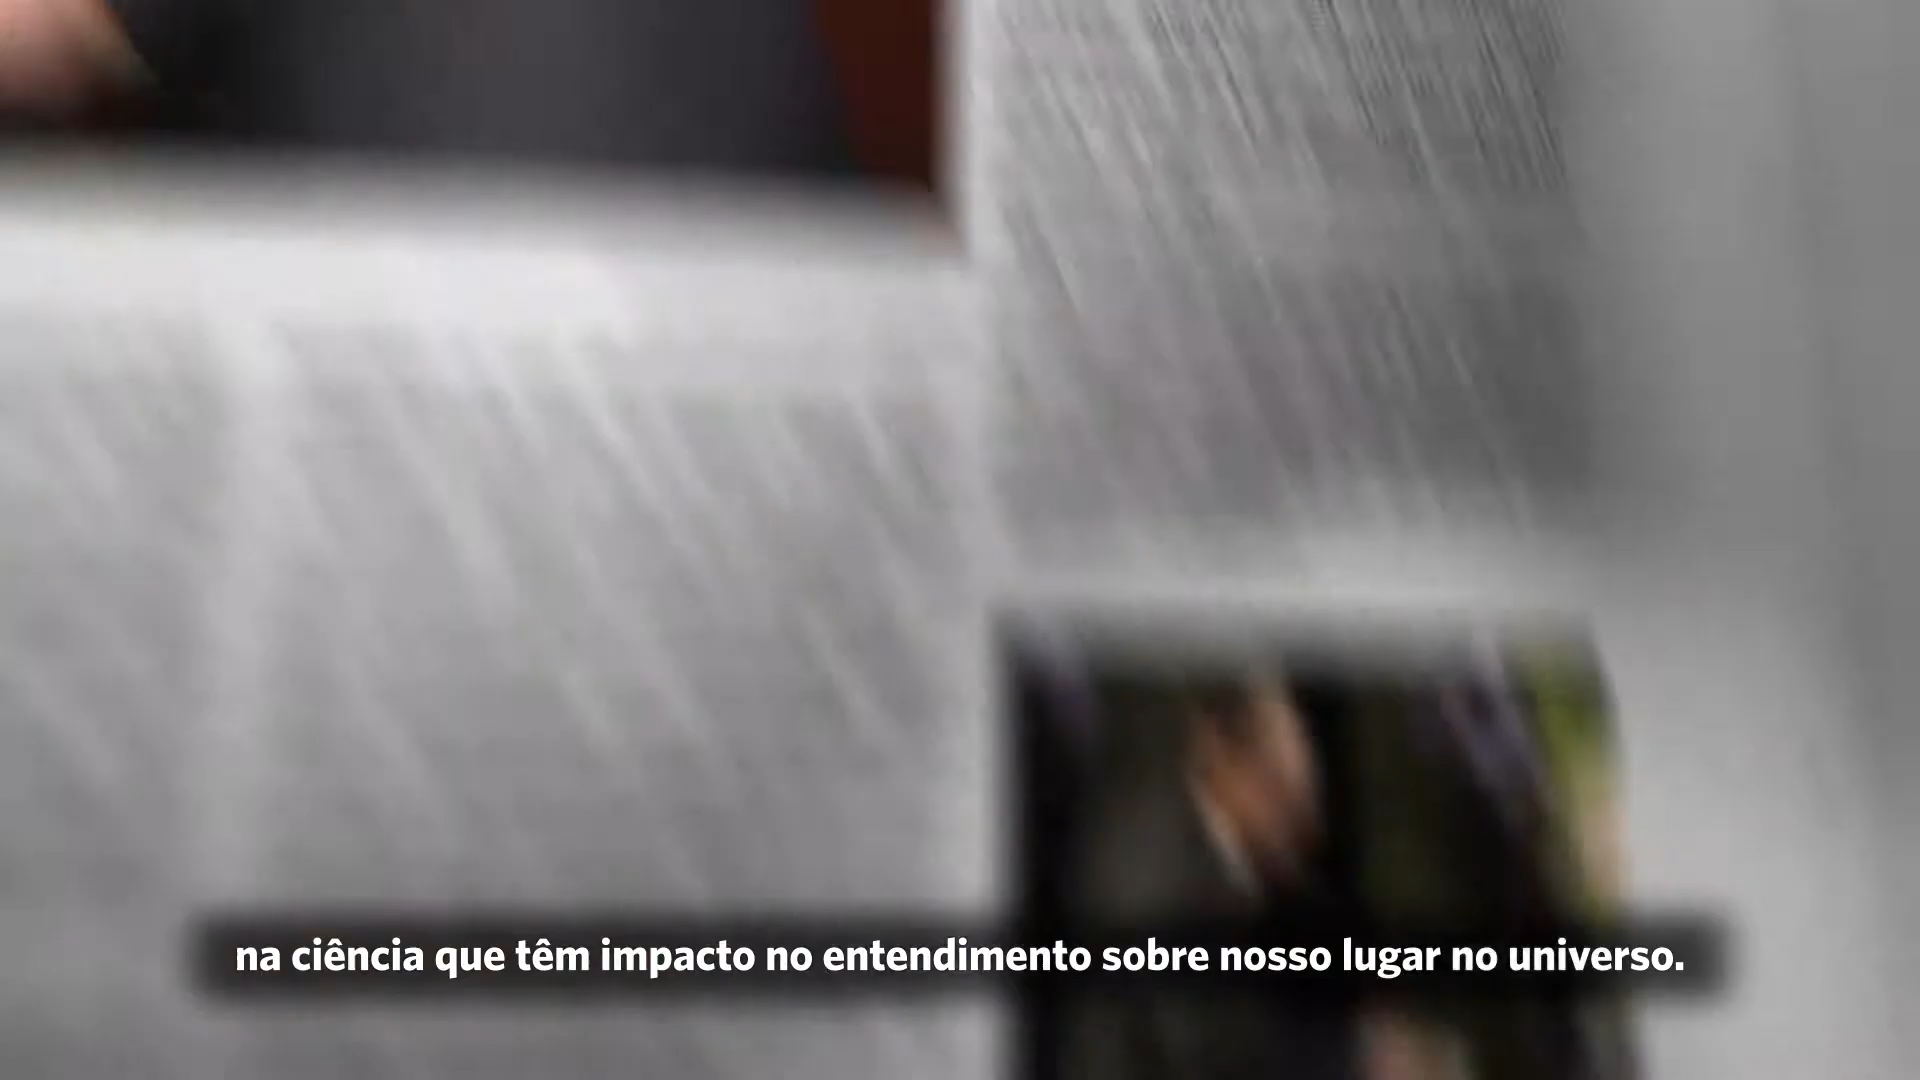 na ciência que têm impacto no entendimento sobre nosso lugar no universo.